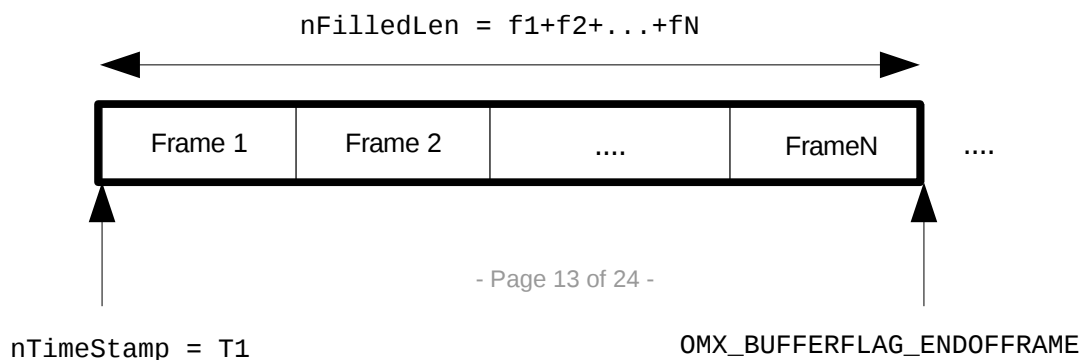 nFilledLen = f1+f2+...+fN
Frame 1 Frame 2 .... FrameN ....
- Page 13 of 24 -
nTimeStamp = T1 OMX_BUFFERFLAG_ENDOFFRAME